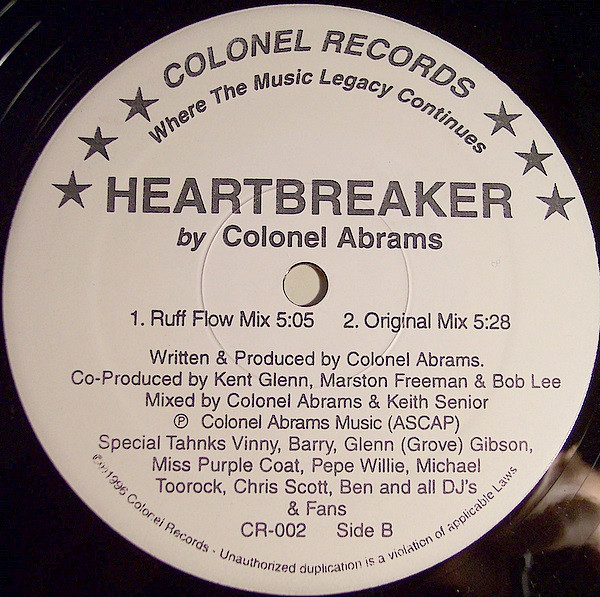 COLONEL RECORDS
Where The Music Legacy Continues
HEARTBREAKER
by Colonel Abrams
1. Ruff Flow Mix 5:05 2. Original Mix 5:28
Written & Produced by Colonel Abrams.
Co-Produced by Kent Glenn, Marston Freeman & Bob Lee
Mixed by Colonel Abrams & Keith Senior
℗ Colonel Abrams Music (ASCAP)
Special Tahnks Vinny, Barry, Glenn (Grove) Gibson,
Miss Purple Coat, Pepe Willie, Michael
Toorock, Chris Scott, Ben and all DJ's
& Fans
CR-002 Side B
1996 Colonel Records - Unauthorized duplication is a violation of applicable Laws